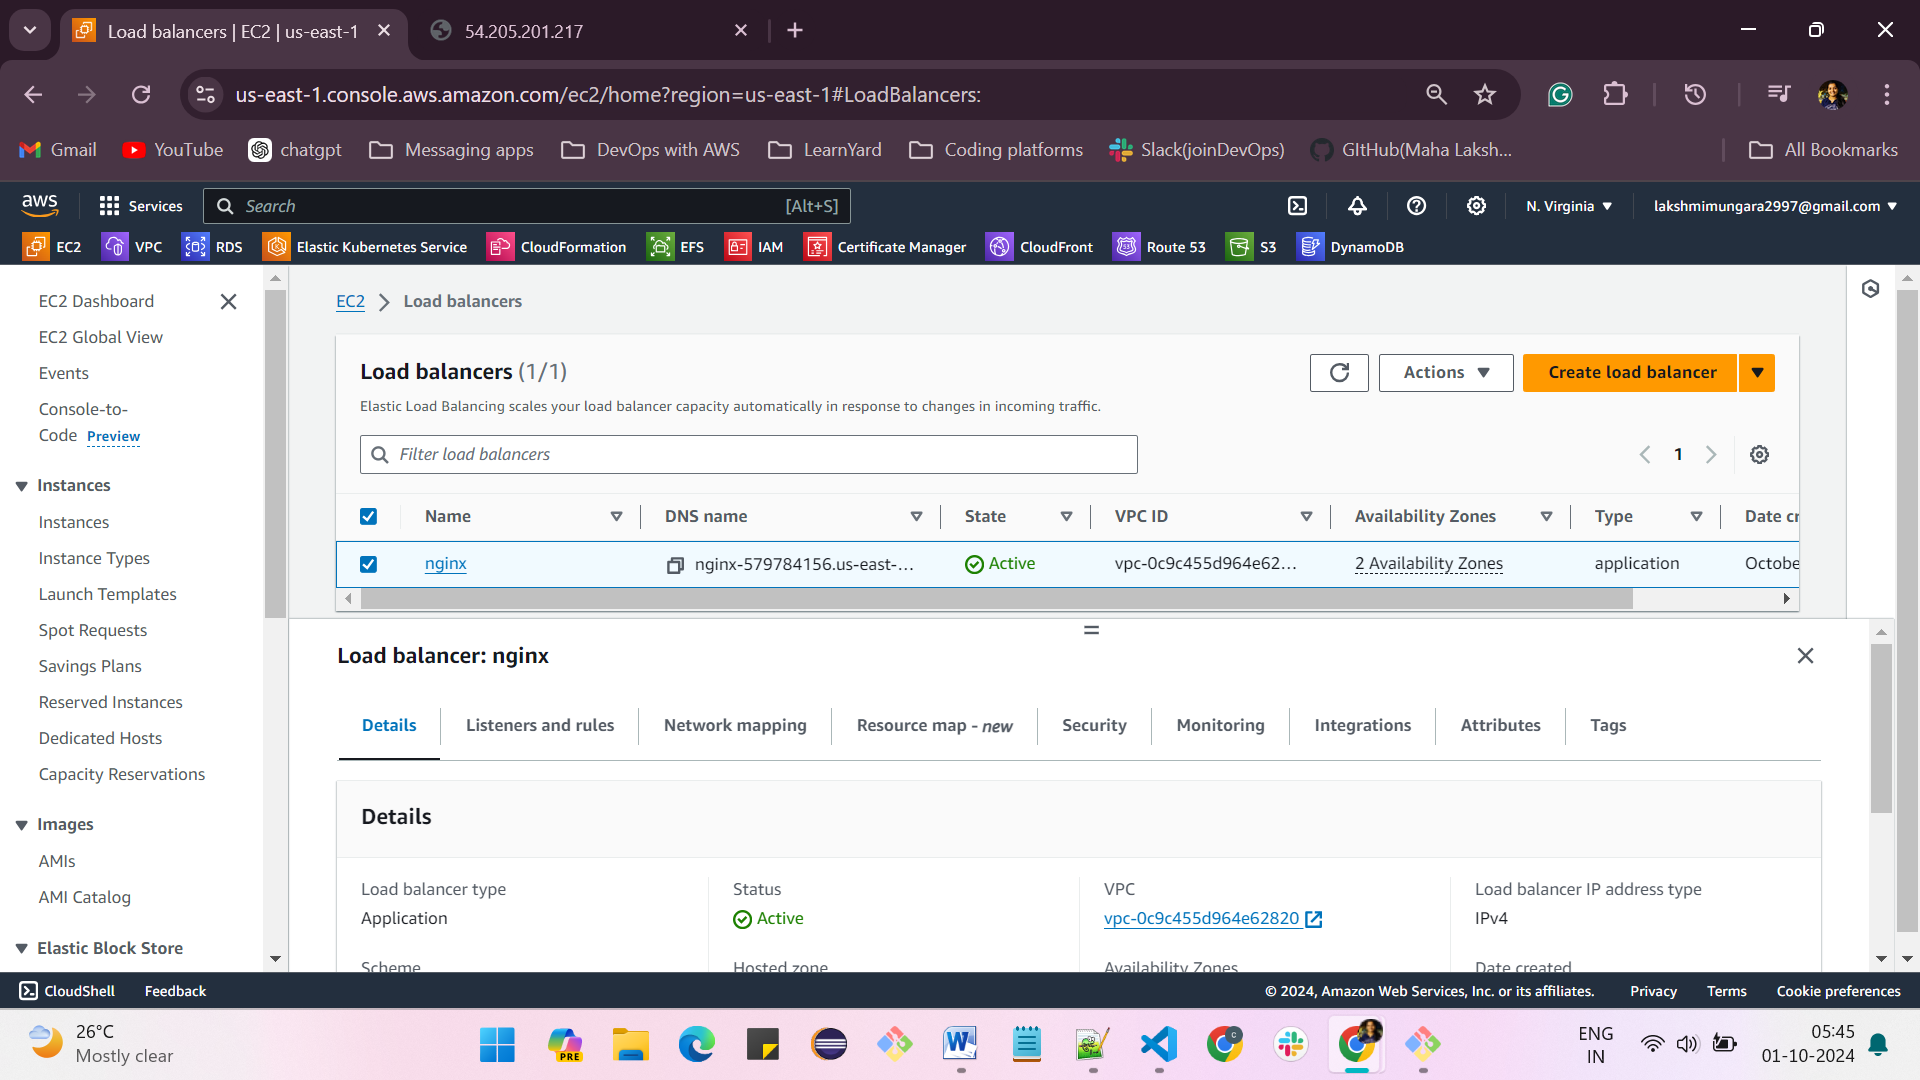 Load balancers | EC2 | us-east-1
54.205.201.217
us-east-1.console.aws.amazon.com/ec2/home?region=us-east-1#LoadBalancers:
Gmail YouTube chatgpt Messaging apps DevOps with AWS LearnYard Coding platforms Slack(joinDevOps) GItHub(Maha Laksh... All Bookmarks
aws Services Search [Alt+S] N. Virginia lakshmimungara2997@gmail.com
EC2 VPC RDS Elastic Kubernetes Service CloudFormation EFS IAM Certificate Manager CloudFront Route 53 S3 DynamoDB
EC2 Dashboard
EC2 Global View
Events
Console-to-
Code Preview
Instances
Instances
Instance Types
Launch Templates
Spot Requests
Savings Plans
Reserved Instances
Dedicated Hosts
Capacity Reservations
Images
AMIs
AMI Catalog
Elastic Block Store
EC2 Load balancers
Load balancers (1/1)
Actions
Create load balancer
Elastic Load Balancing scales your load balancer capacity automatically in response to changes in incoming traffic.
Filter load balancers
1
Name DNS name State VPC ID Availability Zones Type Date cr
nginx nginx-579784156.us-east-... Active vpc-0c9c455d964e62... 2 Availability Zones application Octobe
Load balancer: nginx
Details Listeners and rules Network mapping Resource map - new Security Monitoring Integrations Attributes Tags
Details
Load balancer type Status VPC Load balancer IP address type
Application Active vpc-0c9c455d964e62820 IPv4
Scheme Hosted zone Availability Zones Date created
CloudShell Feedback © 2024, Amazon Web Services, Inc. or its affiliates. Privacy Terms Cookie preferences
26°C
Mostly clear
PRE
ENG
IN
05:45
01-10-2024